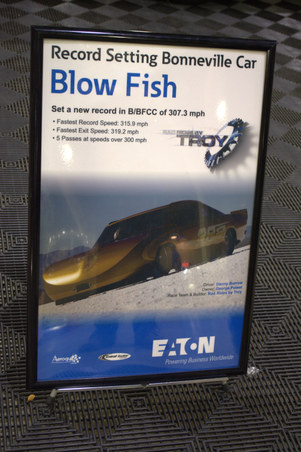 Record Setting Bonneville Car
Blow Fish
Set a new record in B/BFCC of 307.3 mph
• Fastest Record Speed: 315.9 mph
• Fastest Exit Speed: 319.2 mph
• 5 Passes at speeds over 300 mph
TROY
EATON
Powering Business Worldwide